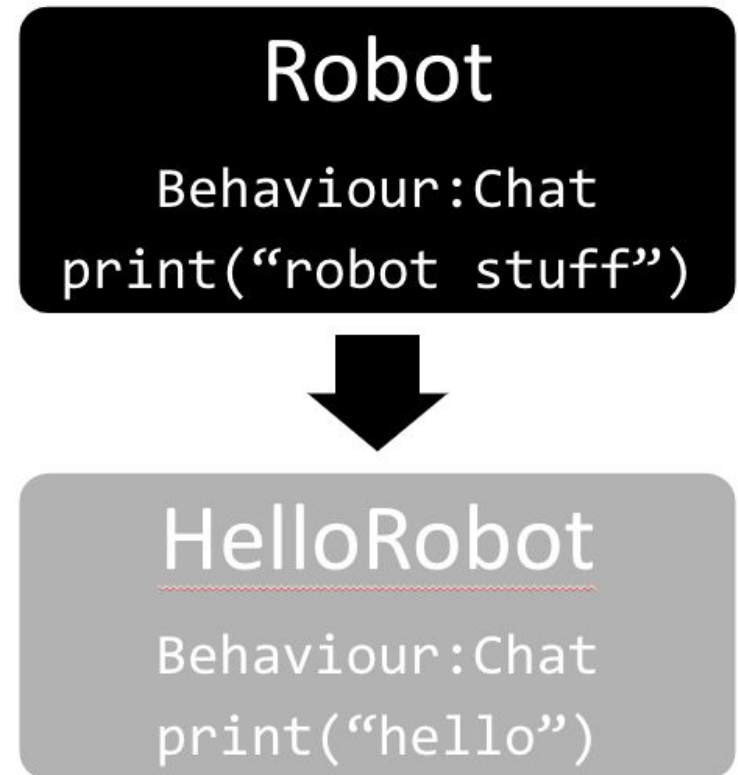 Robot
Behaviour:Chat
print(“robot stuff”)
HelloRobot
Behaviour:Chat
print(“hello”)